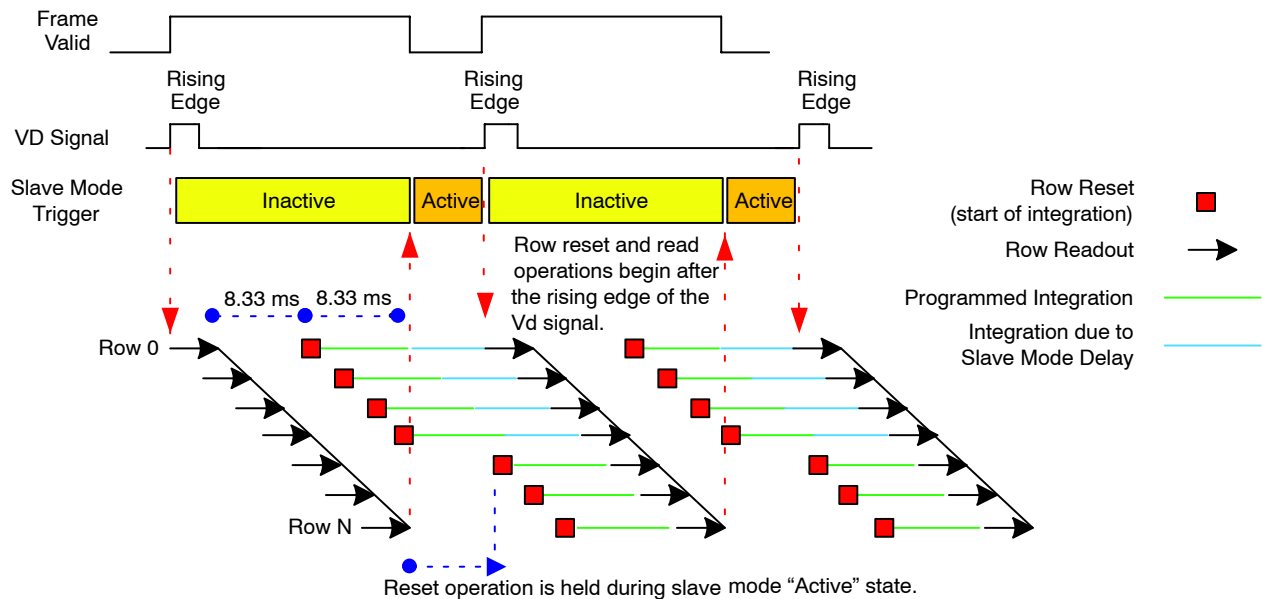 Frame
Valid
Rising
Edge
Rising
Edge
Rising
Edge
VD Signal
Slave Mode
Trigger
Inactive
Active
Inactive
Active
Row Reset
(start of integration)
Row Readout
Programmed Integration
Integration due to
Slave Mode Delay
Row reset and read
operations begin after
the rising edge of the
Vd signal.
8.33 ms
8.33 ms
Row 0
Row N
Reset operation is held during slave mode “Active” state.